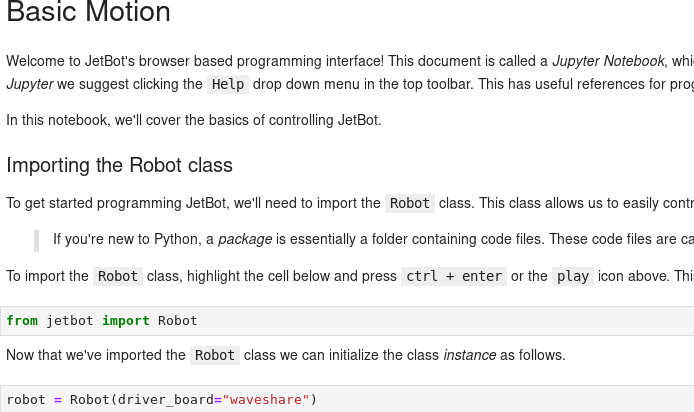 Basic Motion
Welcome to JetBot's browser based programming interface! This document is called a Jupyter Notebook, whi
Jupyter we suggest clicking the Help drop down menu in the top toolbar. This has useful references for prog
In this notebook, we'll cover the basics of controlling JetBot.
Importing the Robot class
To get started programming JetBot, we'll need to import the Robot class. This class allows us to easily contr
If you're new to Python, a package is essentially a folder containing code files. These code files are ca
To import the Robot class, highlight the cell below and press ctrl + enter or the play icon above. This
from jetbot import Robot
Now that we've imported the Robot class we can initialize the class instance as follows.
robot = Robot(driver_board="waveshare")